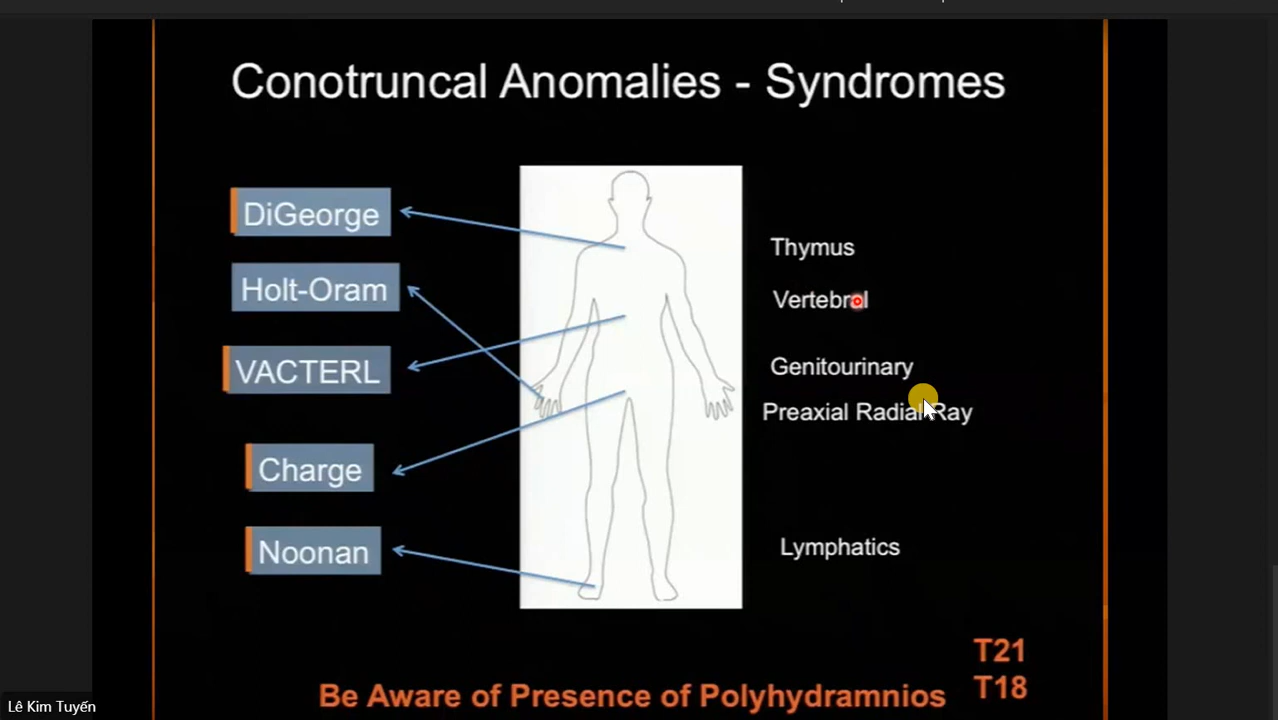 Conotruncal Anomalies - Syndromes
DiGeorge
Holt-Oram
VACTERL
Charge
Noonan
Thymus
Vertebral
Genitourinary
Preaxial Radial Ray
Lymphatics
T21
T18
Be Aware of Presence of Polyhydramnios
Lê Kim Tuyến